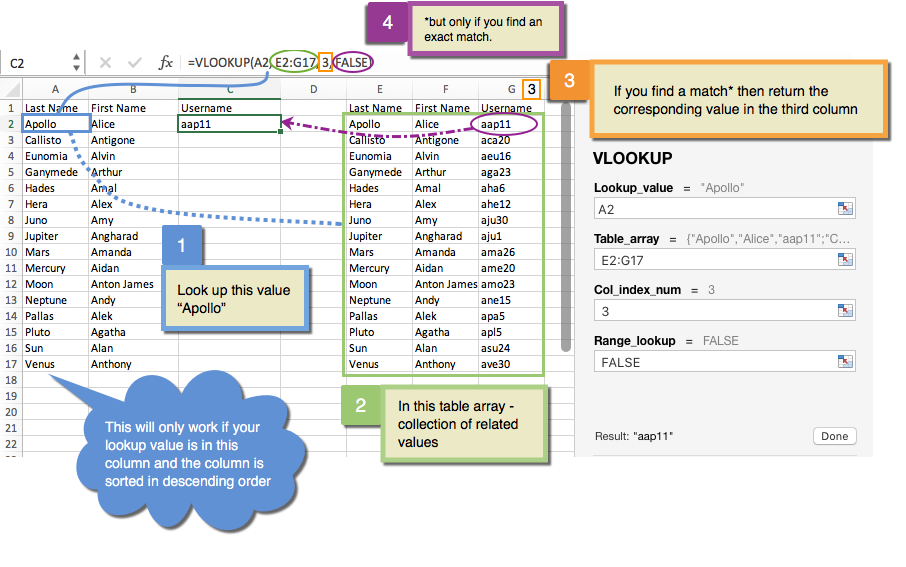 4
*but only if you find an
exact match.
C2
fx
=VLOOKUP(A2,E2:G17,3,FALSE)
3
If you find a match* then return the
corresponding value in the third column
A B C D E F G 3
1 Last Name First Name Username Last Name First Name Username
2 Apollo Alice aap11 Apollo Alice aap11
3 Callisto Antigone Callisto Antigone aca20
4 Eunomia Alvin Eunomia Alvin aeu16
5 Ganymede Arthur Ganymede Arthur aga23
6 Hades Amal Hades Amal aha6
7 Hera Alex Hera Alex ahe12
8 Juno Amy Juno Amy aju30
9 Jupiter Angharad Jupiter Angharad aju1
10 Mars Amanda Mars Amanda ama26
11 Mercury Aidan Mercury Aidan ame20
12 Moon Anton James Moon Anton James amo23
13 Neptune Andy Neptune Andy ane15
14 Pallas Alek Pallas Alek apa5
15 Pluto Agatha Pluto Agatha apl5
16 Sun Alan Sun Alan asu24
17 Venus Anthony Venus Anthony ave30
18
19
20
21
22
1
Look up this value
“Apollo”
2
In this table array -
collection of related
values
This will only work if your
lookup value is in this
column and the column is
sorted in descending order
VLOOKUP
Lookup_value = "Apollo"
A2
Table_array = {"Apollo","Alice","aap11";"C...
E2:G17
Col_index_num = 3
3
Range_lookup = FALSE
FALSE
Result: "aap11"
Done